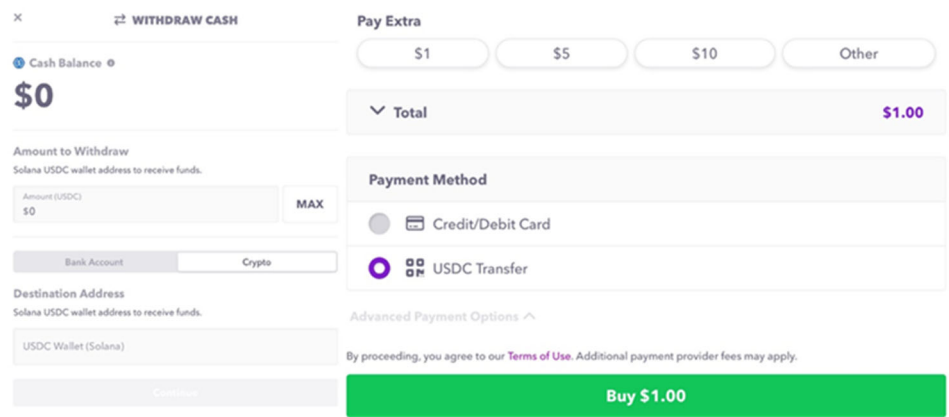 WITHDRAW CASH
Cash Balance
$0
Amount to Withdraw
Solana USDC wallet address to receive funds.
Amount (USDC)
$0
MAX
Bank Account
Crypto
Destination Address
Solana USDC wallet address to receive funds.
USDC Wallet (Solana)
Continue
Pay Extra
$1
$5
$10
Other
Total
$1.00
Payment Method
Credit/Debit Card
USDC Transfer
Advanced Payment Options
By proceeding, you agree to our Terms of Use. Additional payment provider fees may apply.
Buy $1.00